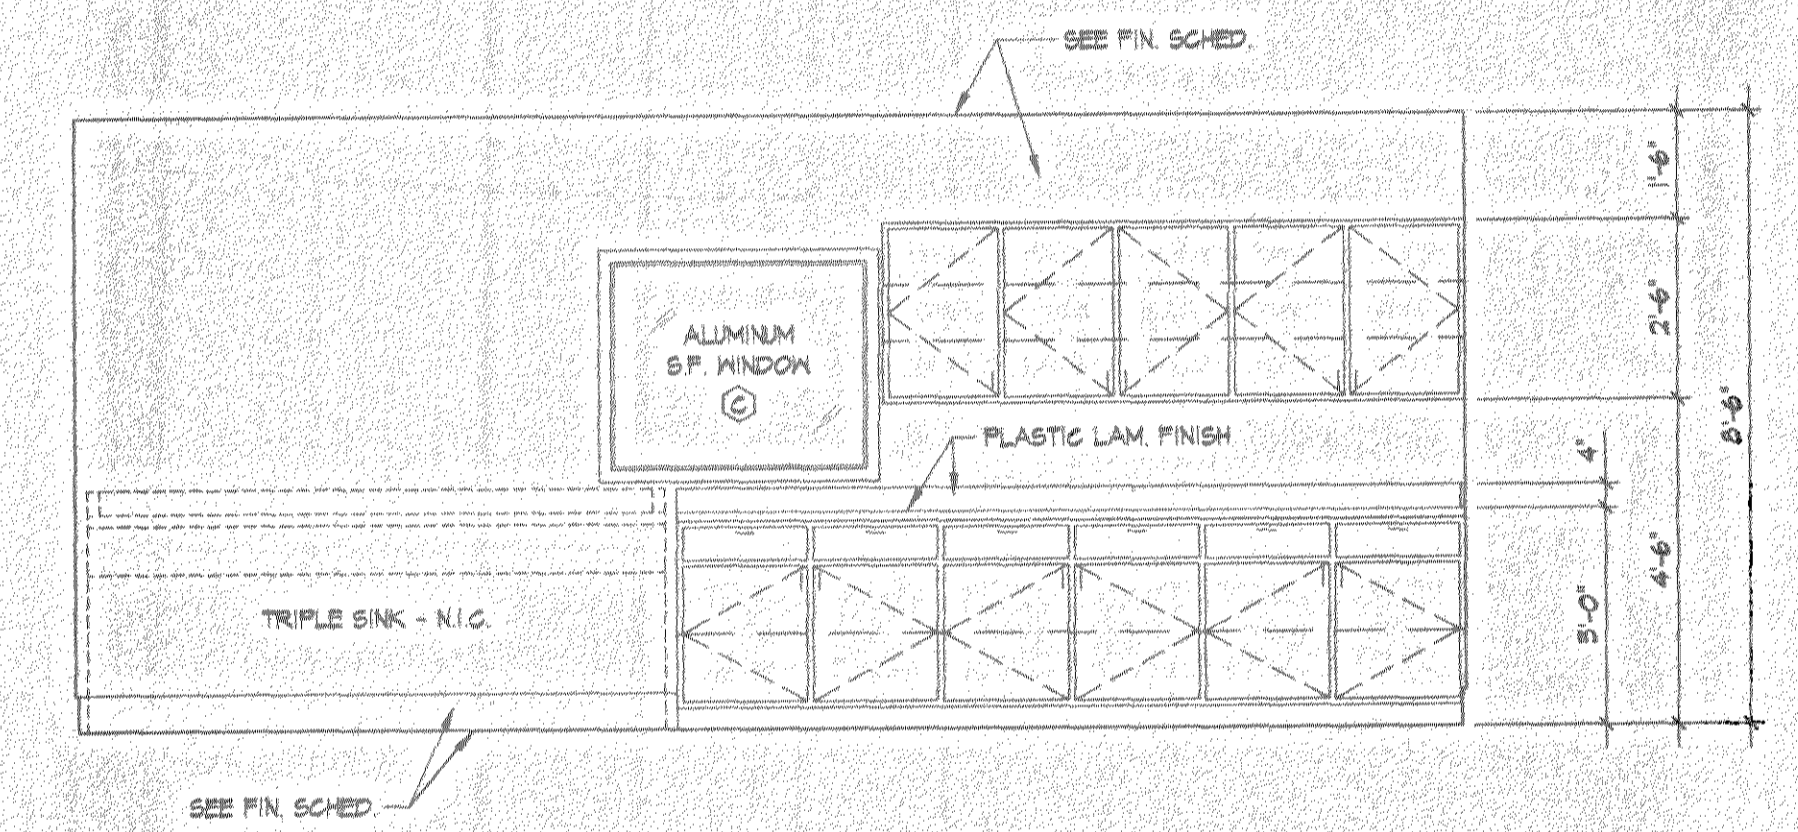 SEE FIN. SCHED.
1'-6"
ALUMINUM
S.F. WINDOW
C
2'-6"
8'-6"
PLASTIC LAM. FINISH
4"
TRIPLE SINK - N.I.C.
3'-0"
4'-6"
SEE FIN. SCHED.